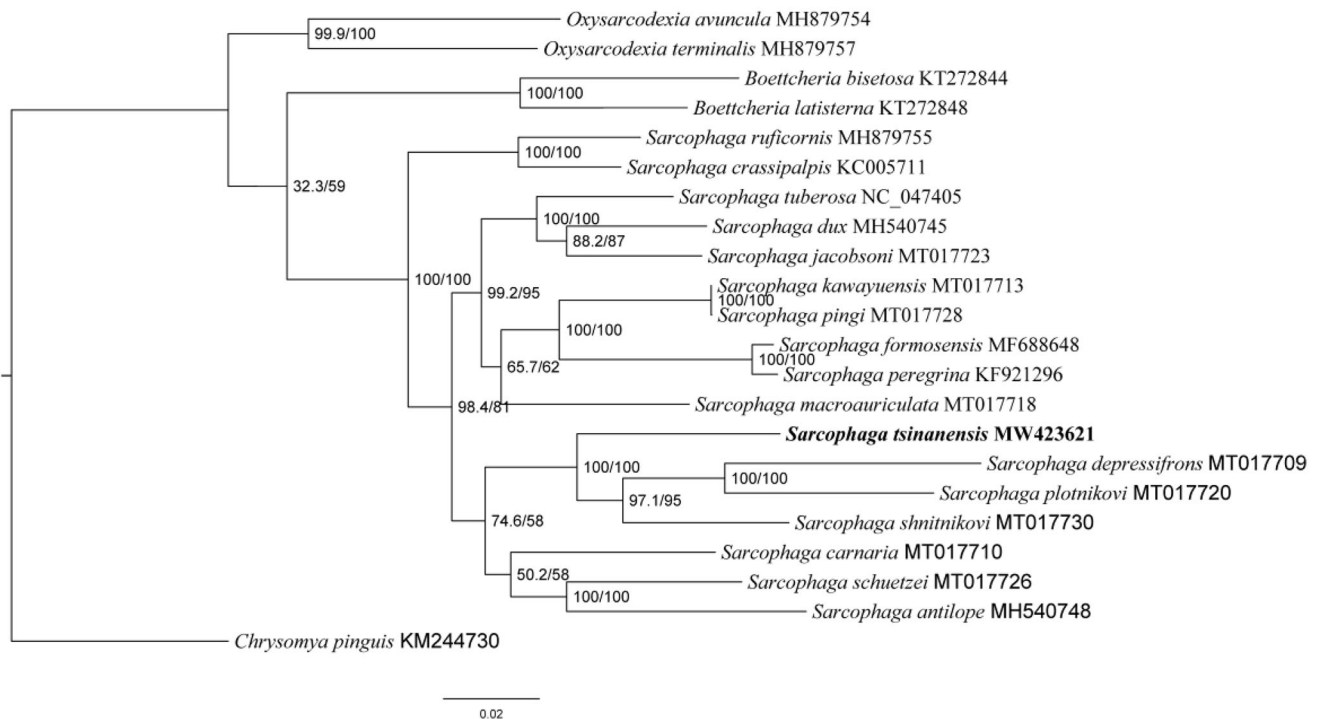 Oxysarcodexia avuncula MH879754
99.9/100
Oxysarcodexia terminalis MH879757
Boettcheria bisetosa KT272844
100/100
Boettcheria latisterna KT272848
Sarcophaga ruficornis MH879755
100/100
Sarcophaga crassipalpis KC005711
32.3/59
Sarcophaga tuberosa NC_047405
100/100
Sarcophaga dux MH540745
88.2/87
Sarcophaga jacobsoni MT017723
100/100
99.2/95
Sarcophaga kawayuensis MT017713
100/100
Sarcophaga pingi MT017728
100/100
Sarcophaga formosensis MF688648
100/100
Sarcophaga peregrina KF921296
65.7/62
Sarcophaga macroauriculata MT017718
98.4/81
Sarcophaga tsinanensis MW423621
100/100
Sarcophaga depressifrons MT017709
100/100
Sarcophaga plotnikovi MT017720
97.1/95
Sarcophaga shnitnikovi MT017730
74.6/58
Sarcophaga carnaria MT017710
50.2/58
Sarcophaga schuetzei MT017726
100/100
Sarcophaga antilope MH540748
Chrysomya pinguis KM244730
0.02